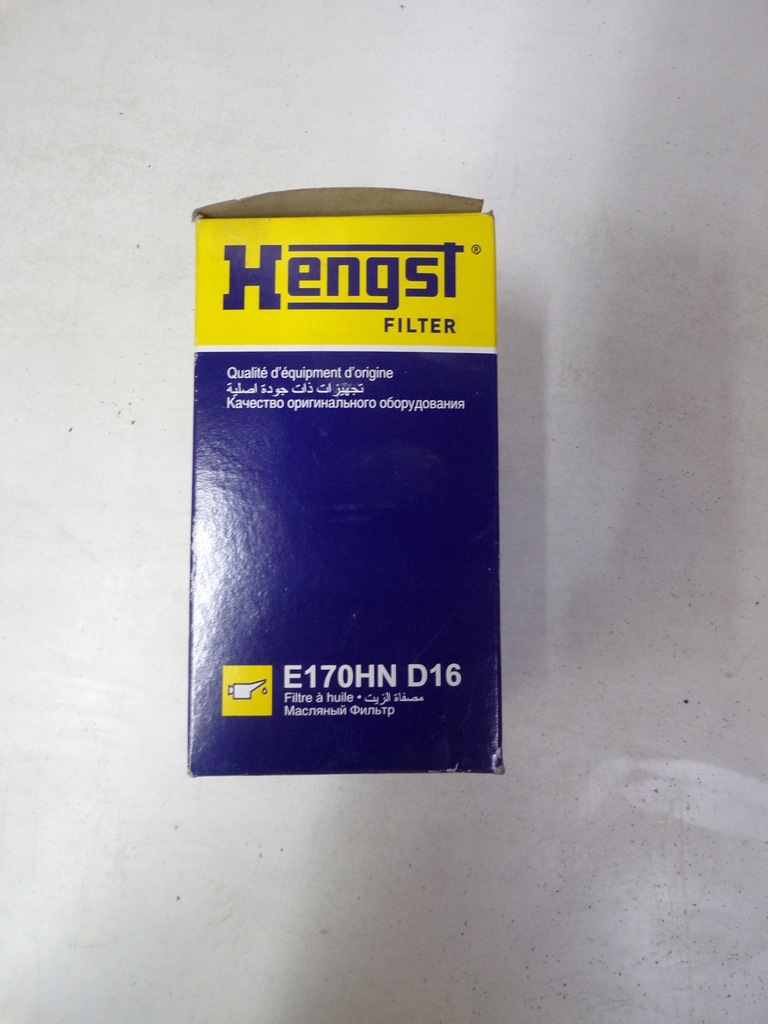 Hengst®
FILTER
Qualité d'équipement d'origine
تجهيزات ذات جودة اصلية
Качество оригинального оборудования
E170HN D16
Filtre à huile • مصفاة الزيت
Масляный Фильтр